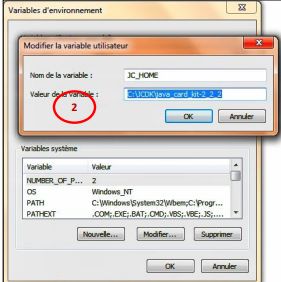 Variables d'environnement
Modifier la variable utilisateur
Nom de la variable : JC_HOME
Valeur de la variable : C:\JCDK\java_card_kit-2_2_2
2
OK Annuler
Variables système
Variable Valeur
NUMBER_OF_P... 2
OS Windows_NT
PATH C:\Windows\System32\Wbem;C:\Progr...
PATHEXT .COM;.EXE;.BAT;.CMD;.VBS;.VBE;.JS;....
Nouvelle... Modifier... Supprimer
OK Annuler